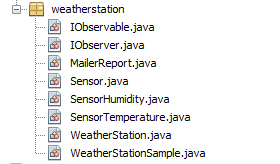 weatherstation
IObservable.java
IObserver.java
MailerReport.java
Sensor.java
SensorHumidity.java
SensorTemperature.java
WeatherStation.java
WeatherStationSample.java